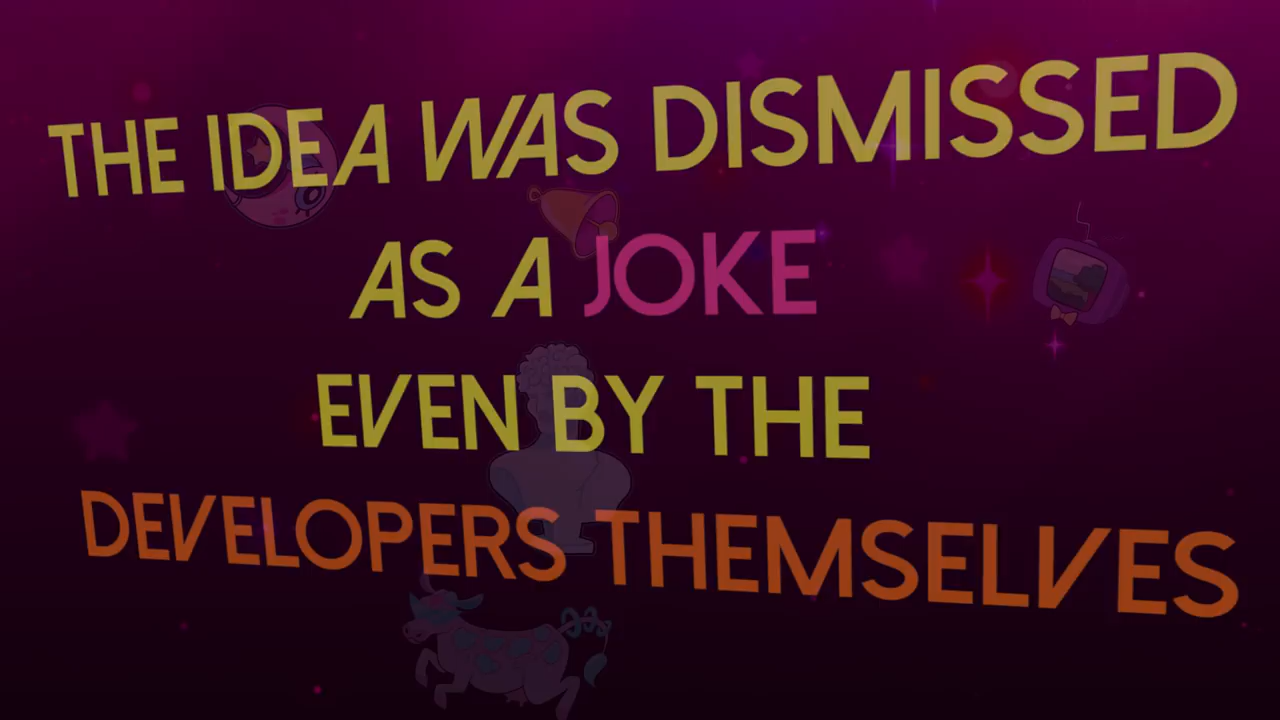 THE IDEA WAS DISMISSED
AS A JOKE
EVEN BY THE
DEVELOPERS THEMSELVES